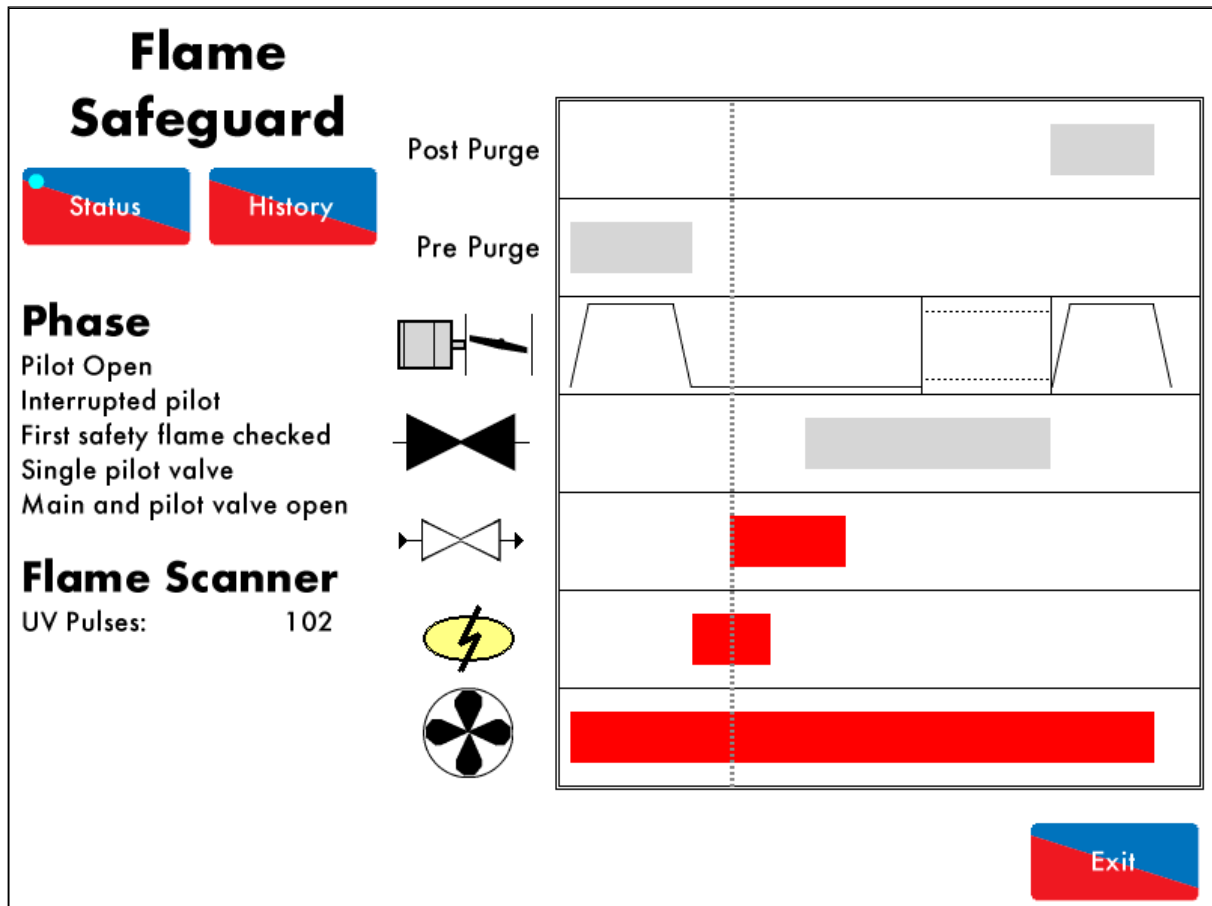 Flame
Safeguard
Status
History
Phase
Pilot Open
Interrupted pilot
First safety flame checked
Single pilot valve
Main and pilot valve open
Flame Scanner
UV Pulses: 102
Post Purge
Pre Purge
Exit